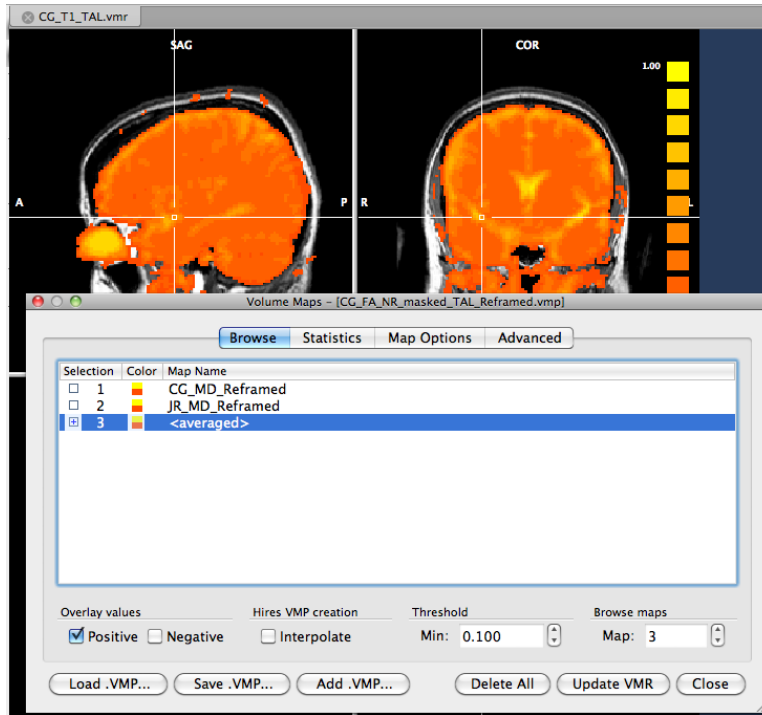 CG_T1_TAL.vmr
SAG COR
1.00
A P R L
Volume Maps - [CG_FA_NR_masked_TAL_Reframed.vmp]
Browse Statistics Map Options Advanced
Selection Color Map Name
1 CG_MD_Reframed
2 JR_MD_Reframed
3 <averaged>
Overlay values Hires VMP creation Threshold Browse maps
Positive Negative Interpolate Min: 0.100 Map: 3
Load .VMP... Save .VMP... Add .VMP... Delete All Update VMR Close